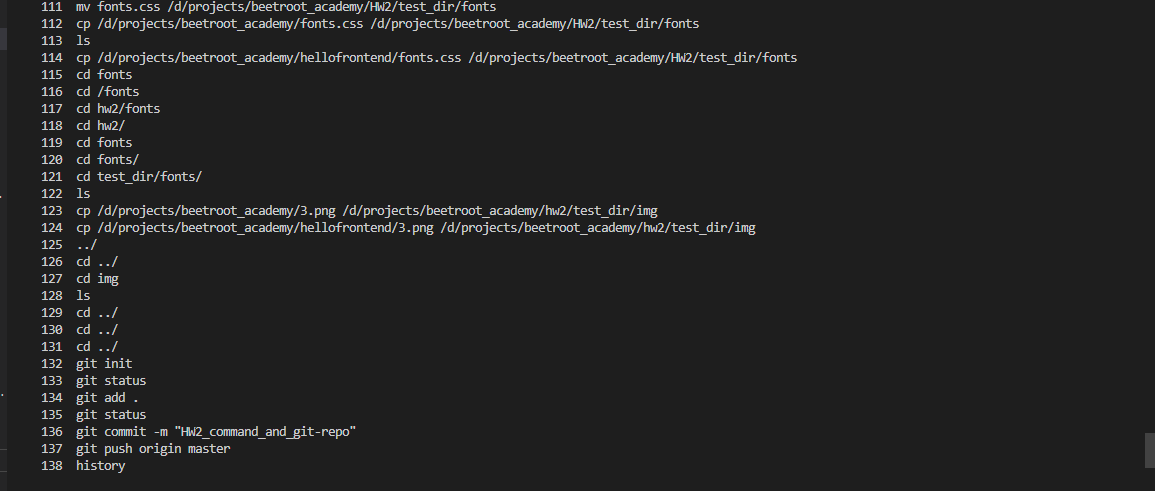 111 mv fonts.css /d/projects/beetroot_academy/HW2/test_dir/fonts
112 cp /d/projects/beetroot_academy/fonts.css /d/projects/beetroot_academy/HW2/test_dir/fonts
113 ls
114 cp /d/projects/beetroot_academy/hellofrontend/fonts.css /d/projects/beetroot_academy/HW2/test_dir/fonts
115 cd fonts
116 cd /fonts
117 cd hw2/fonts
118 cd hw2/
119 cd fonts
120 cd fonts/
121 cd test_dir/fonts/
122 ls
123 cp /d/projects/beetroot_academy/3.png /d/projects/beetroot_academy/hw2/test_dir/img
124 cp /d/projects/beetroot_academy/hellofrontend/3.png /d/projects/beetroot_academy/hw2/test_dir/img
125 ../
126 cd ../
127 cd img
128 ls
129 cd ../
130 cd ../
131 cd ../
132 git init
133 git status
134 git add .
135 git status
136 git commit -m "HW2_command_and_git-repo"
137 git push origin master
138 history